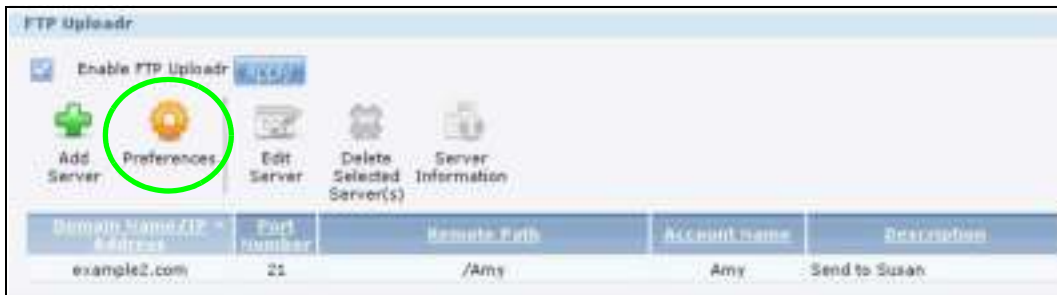 FTP Uploadr
Enable FTP Uploadr
Add Server
Preferences
Edit Server
Delete Selected Server(s)
Server Information
Domain Name/IP Address
Port Number
Remote Path
Account Name
Description
example2.com 21 /Amy Amy Send to Susan